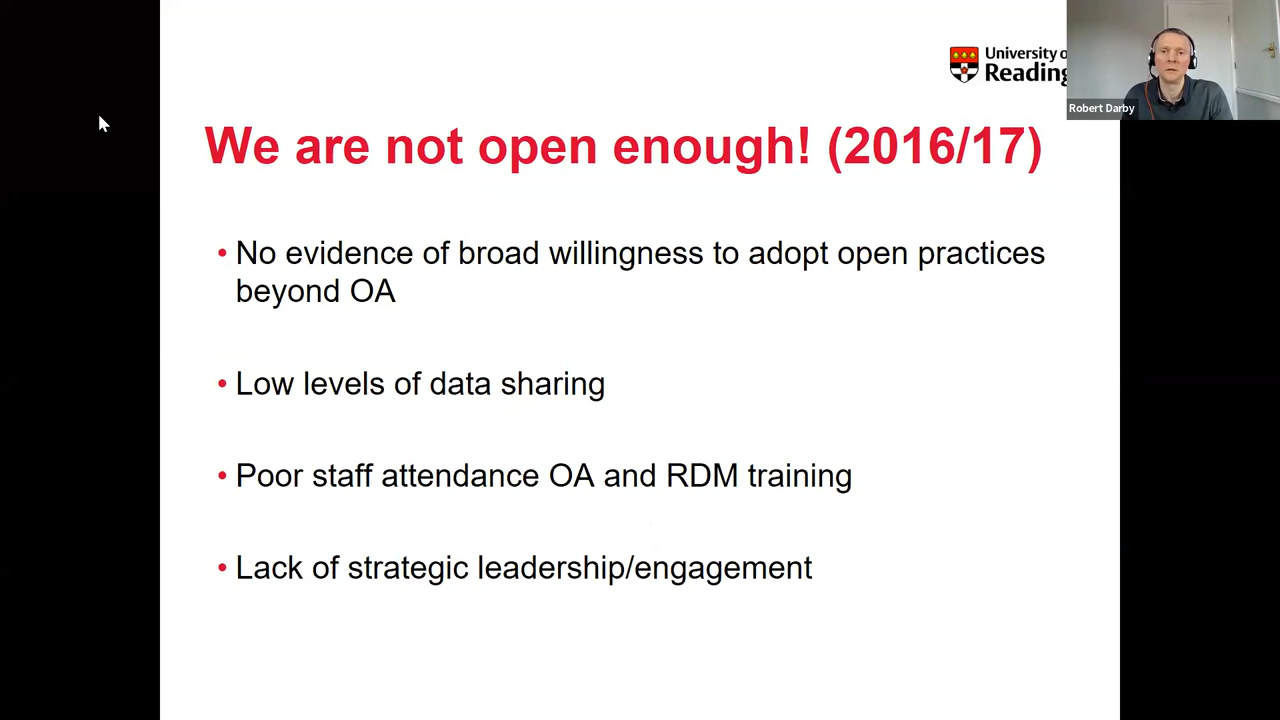 University o
Reading
Robert Darby
We are not open enough! (2016/17)
• No evidence of broad willingness to adopt open practices
beyond OA
• Low levels of data sharing
• Poor staff attendance OA and RDM training
• Lack of strategic leadership/engagement